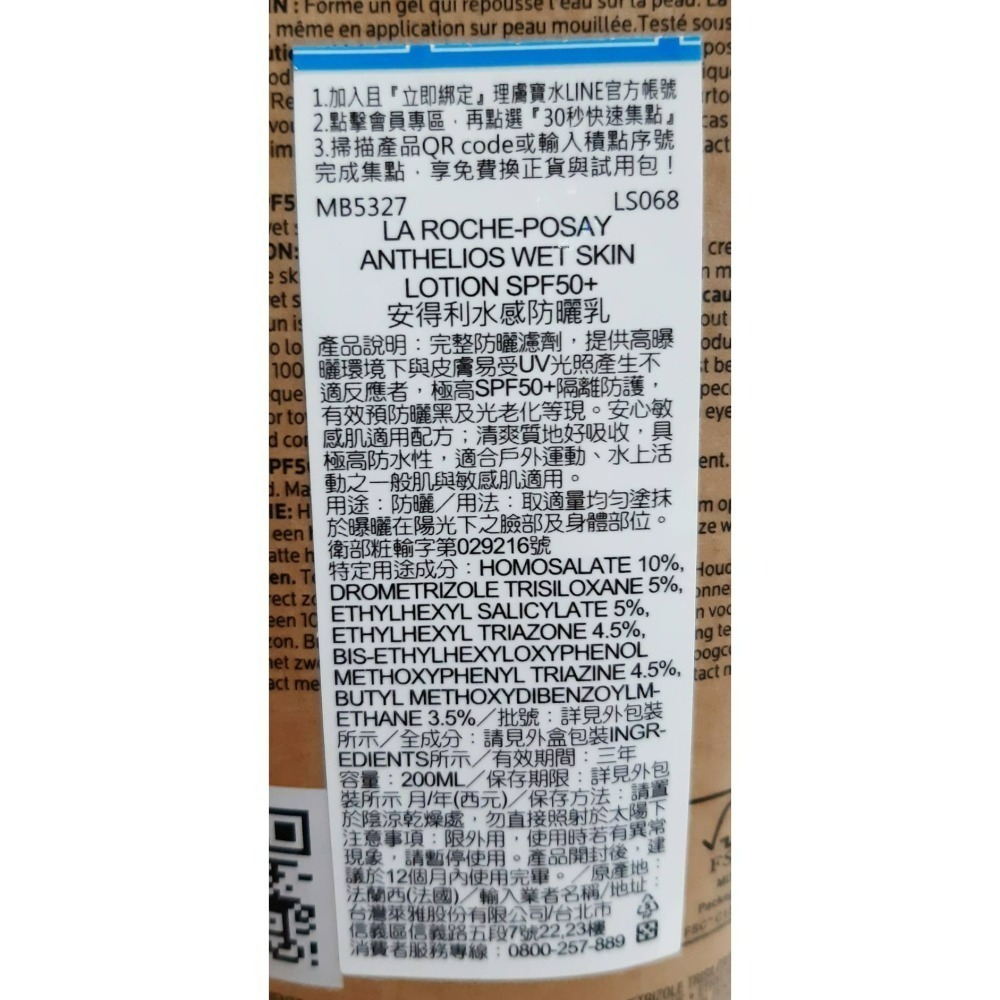 même en application sur peau mouillée.Testé sous
1.加入且『立即綁定』理膚寶水LINE官方帳號
2.點擊會員專區，再點選『30秒快速集點』
3.掃描產品QR code或輸入積點序號
完成集點，享免費換正貨與試用包！
MB5327 LS068
LA ROCHE-POSAY
ANTHELIOS WET SKIN
LOTION SPF50+
安得利水感防曬乳
產品說明：完整防曬濾劑，提供高曝
曬環境下與皮膚易受UV光照產生不
適反應者，極高SPF50+隔離防護，
有效預防曬黑及光老化等現。安心敏
感肌適用配方；清爽質地好吸收，具
極高防水性，適合戶外運動、水上活
動之一般肌與敏感肌適用。
用途：防曬／用法：取適量均勻塗抹
於曝曬在陽光下之臉部及身體部位。
衛部粧輸字第029216號
特定用途成分：HOMOSALATE 10%,
DROMETRIZOLE TRISILOXANE 5%,
ETHYLHEXYL SALICYLATE 5%,
ETHYLHEXYL TRIAZONE 4.5%,
BIS-ETHYLHEXYLOXYPHENOL
METHOXYPHENYL TRIAZINE 4.5%,
BUTYL METHOXYDIBENZOYLM-
ETHANE 3.5%／批號：詳見外包裝
所示／全成分：請見外盒包裝INGR-
EDIENTS所示／有效期間：三年
容量：200ML／保存期限：詳見外包
裝所示 月/年(西元)／保存方法：請置
於陰涼乾燥處，勿直接照射於太陽下
注意事項：限外用，使用時若有異常
現象，請暫停使用。產品開封後，建
議於12個月內使用完畢。／原產地：
法蘭西(法國)／輸入業者名稱/地址：
台灣萊雅股份有限公司/台北市
信義區信義路五段7號22,23樓
消費者服務專線：0800-257-889